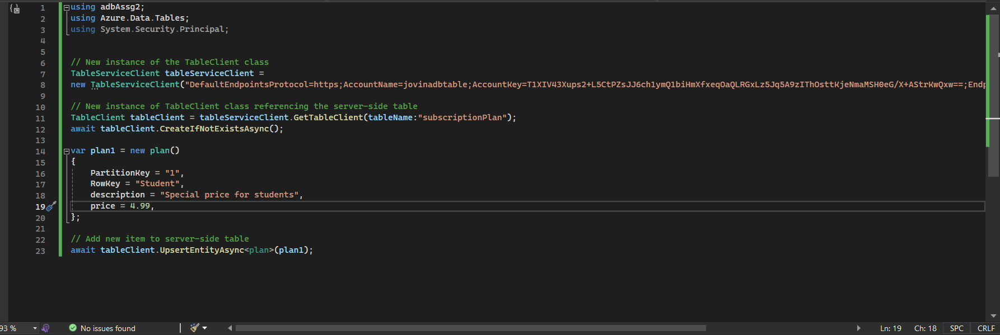 1 using adbAssg2;
2 using Azure.Data.Tables;
3 using System.Security.Principal;
4
5
6 // New instance of the TableClient class
7 TableServiceClient tableServiceClient =
8 new TableServiceClient("DefaultEndpointsProtocol=https;AccountName=jovinadbtable;AccountKey=T1XIV43Xups2+L5CtPZsJJ6ch1ymQ1biHmXfxeqOaQLRGxLz5Jq5A9zIThOsttKjeNmaMSH0eG/X+AStrKwQxw==;Endp
9
10 // New instance of TableClient class referencing the server-side table
11 TableClient tableClient = tableServiceClient.GetTableClient(tableName:"subscriptionPlan");
12 await tableClient.CreateIfNotExistsAsync();
13
14 var plan1 = new plan()
15 {
16 PartitionKey = "1",
17 RowKey = "Student",
18 description = "Special price for students",
19 price = 4.99,
20 };
21
22 // Add new item to server-side table
23 await tableClient.UpsertEntityAsync<plan>(plan1);
93 % No issues found Ln: 19 Ch: 18 SPC CRLF